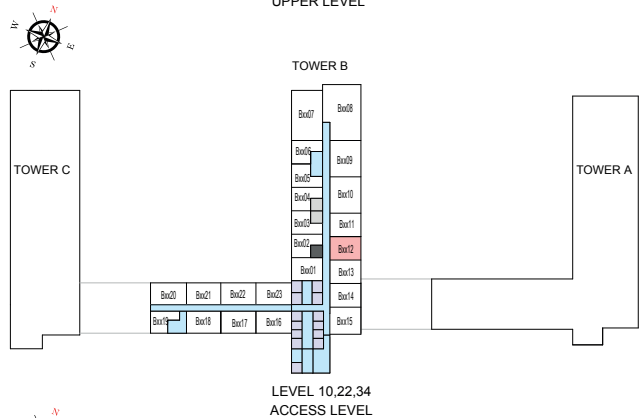 UPPER LEVEL
N
W
E
S
TOWER B
Bxx07
Bxx08
Bxx06
Bxx09
TOWER C
TOWER A
Bxx05
Bxx04
Bxx10
Bxx03
Bxx11
Bxx02
Bxx12
Bxx01
Bxx13
Bxx20
Bxx21
Bxx22
Bxx23
Bxx14
Bxx19
Bxx18
Bxx17
Bxx16
Bxx15
LEVEL 10,22,34
ACCESS LEVEL
N